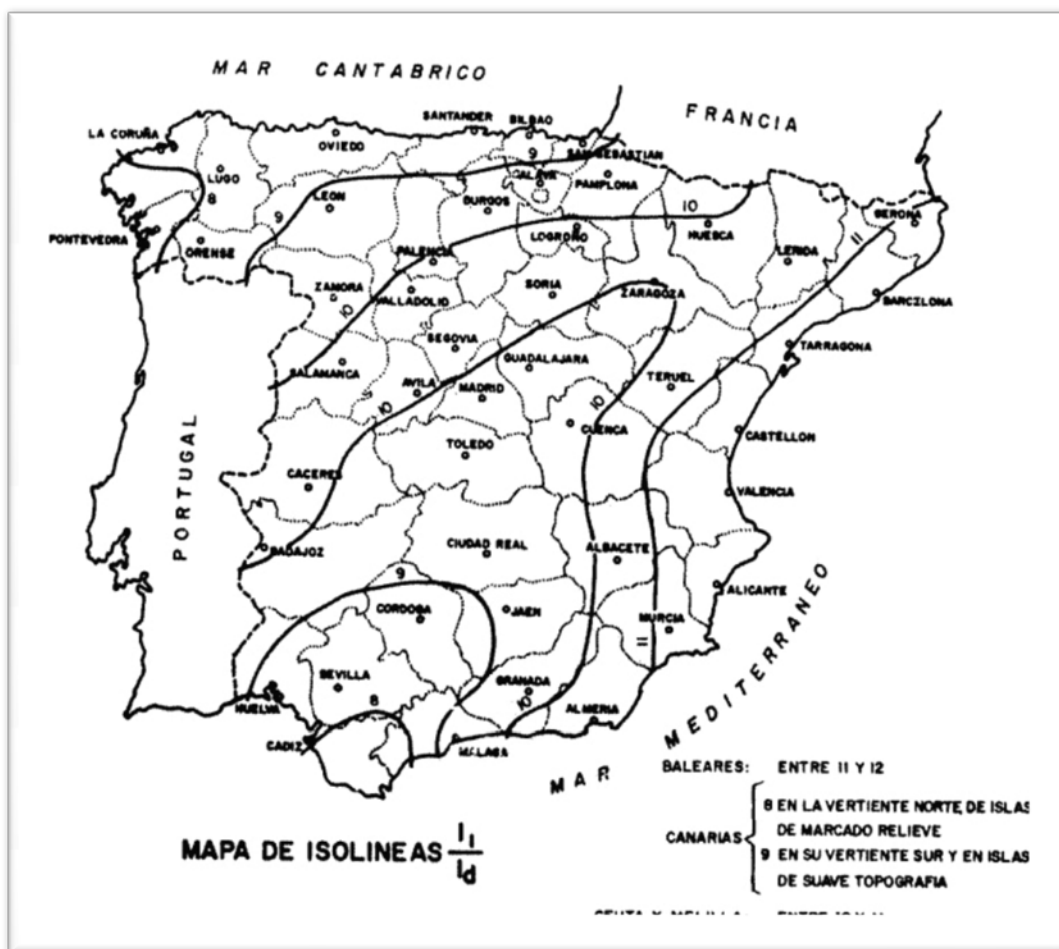 MAR CANTABRICO
FRANCIA
SANTANDER
BILBAO
LA CORUÑA
OVIEDO
SAN SEBASTIAN
LUGO
8
9
ALAVA
PAMPLONA
LEON
9
BURGOS
10
GERONA
PONTEVEDRA
ORENSE
LOGROÑO
HUESCA
11
PALENCIA
LERIDA
ZAMORA
VALLADOLID
SORIA
ZARAGOZA
BARCELONA
10
SEGOVIA
TARRAGONA
SALAMANCA
GUADALAJARA
AVILA
MADRID
TERUEL
10
10
CUENCA
CASTELLON
TOLEDO
PORTUGAL
CACERES
VALENCIA
BADAJOZ
CIUDAD REAL
ALBACETE
9
ALICANTE
CORDOBA
JAEN
MURCIA
11
SEVILLA
GRANADA
8
10
HUELVA
ALMERIA
CADIZ
MALAGA
MAR MEDITERRANEO
BALEARES: ENTRE 11 Y 12
CANARIAS
8 EN LA VERTIENTE NORTE DE ISLAS
DE MARCADO RELIEVE
9 EN SU VERTIENTE SUR Y EN ISLAS
DE SUAVE TOPOGRAFIA
MAPA DE ISOLINEAS I1/Id